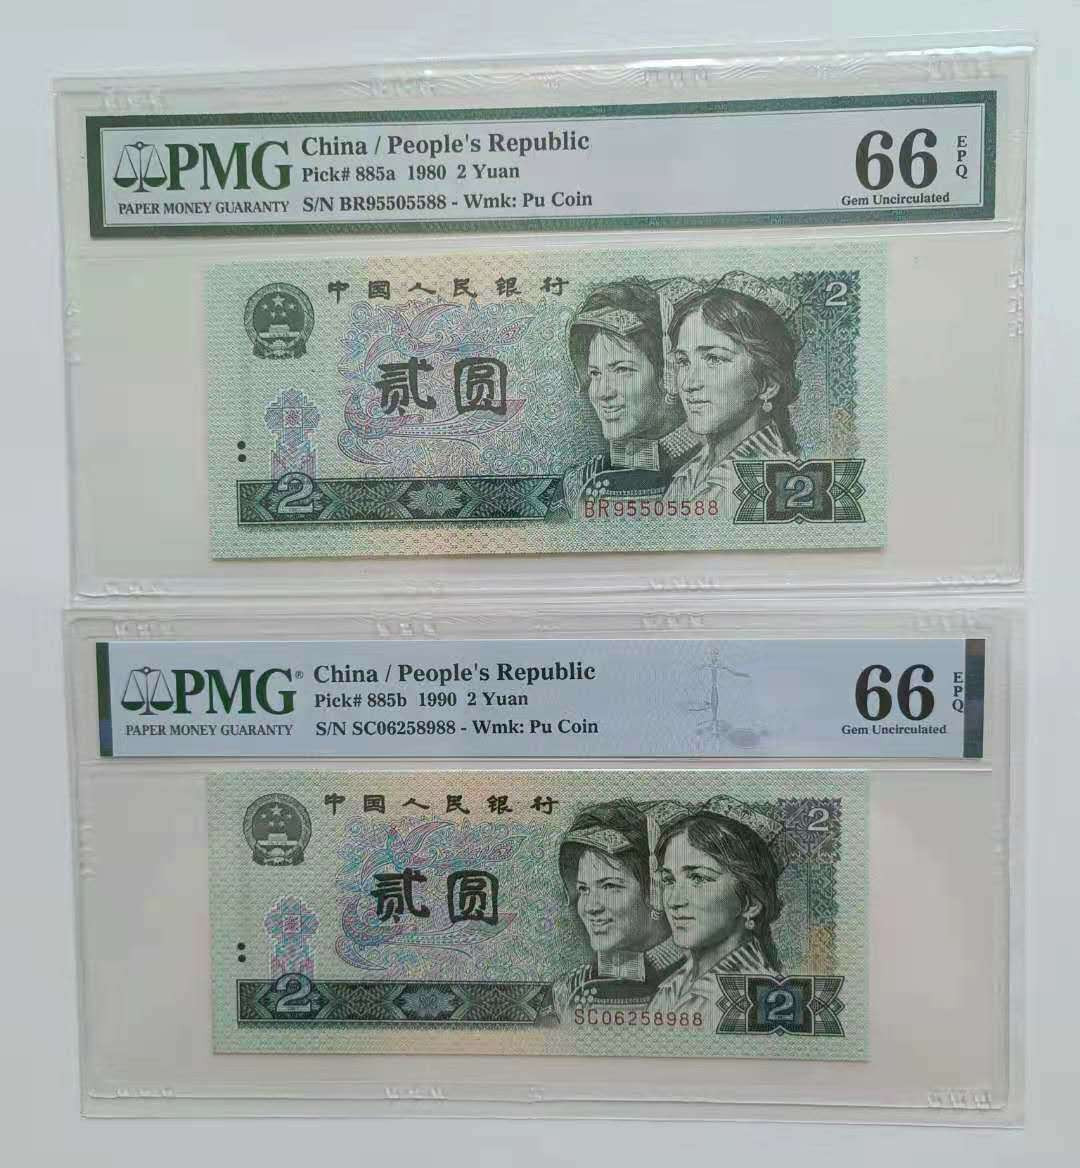 PMG
PAPER MONEY GUARANTY
China / People's Republic
Pick# 885a 1980 2 Yuan
S/N BR95505588 - Wmk: Pu Coin
66
EPQ
Gem Uncirculated
中国人民银行
2
贰圆
2
BR95505588
2
PMG®
PAPER MONEY GUARANTY
China / People's Republic
Pick# 885b 1990 2 Yuan
S/N SC06258988 - Wmk: Pu Coin
66
EPQ
Gem Uncirculated
中国人民银行
2
贰圆
2
SC06258988
2